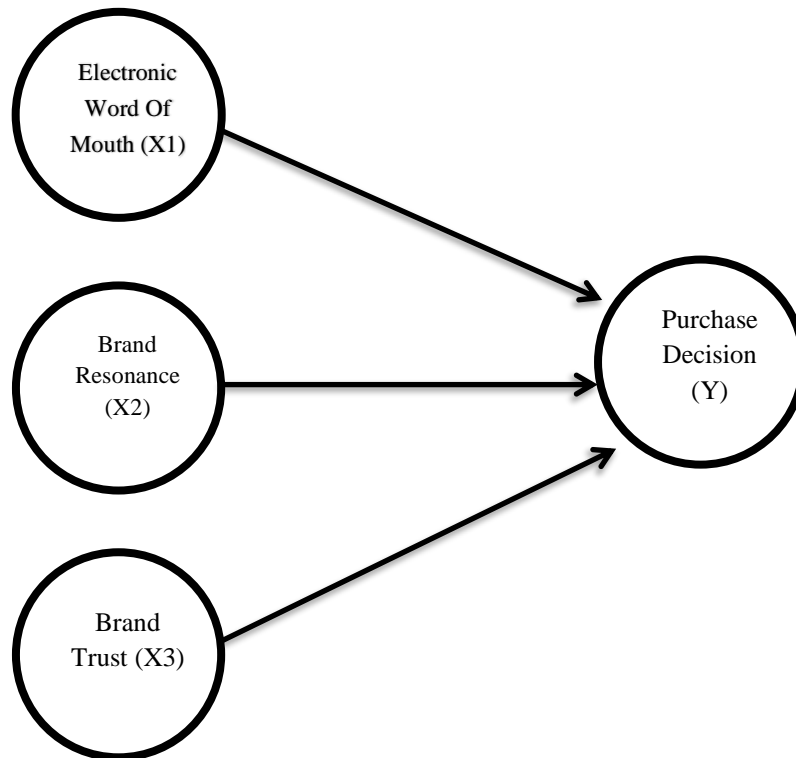 Electronic
Word Of
Mouth (X1)
Brand
Resonance
(X2)
Brand
Trust (X3)
Purchase
Decision
(Y)